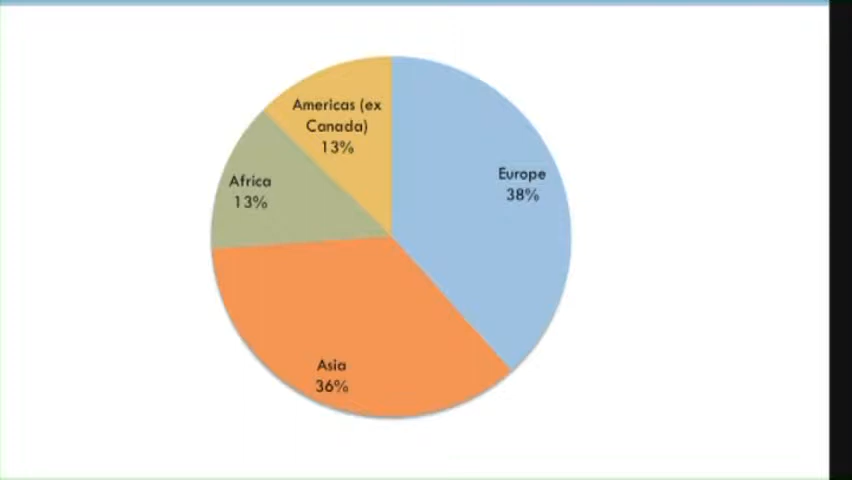 Americas (ex
Canada)
13%
Europe
38%
Africa
13%
Asia
36%